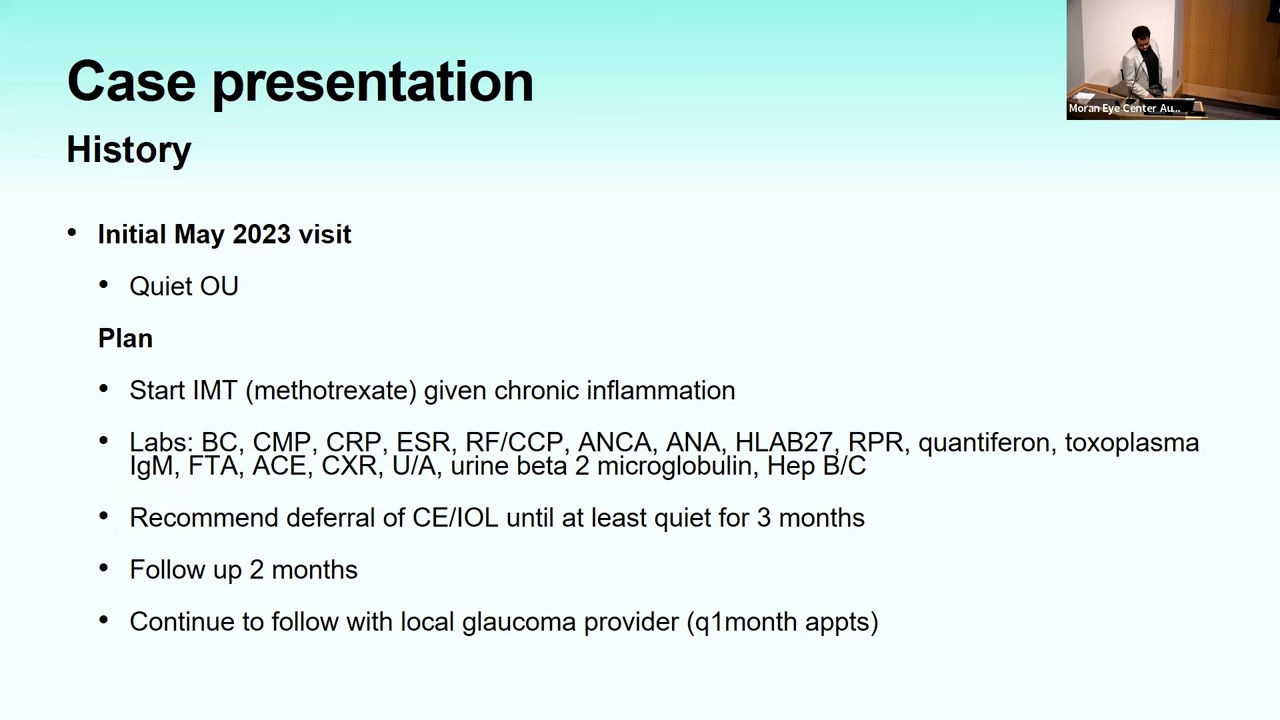 Case presentation
Moran Eye Center Au...
History
• Initial May 2023 visit
• Quiet OU
Plan
• Start IMT (methotrexate) given chronic inflammation
• Labs: BC, CMP, CRP, ESR, RF/CCP, ANCA, ANA, HLAB27, RPR, quantiferon, toxoplasma
IgM, FTA, ACE, CXR, U/A, urine beta 2 microglobulin, Hep B/C
• Recommend deferral of CE/IOL until at least quiet for 3 months
• Follow up 2 months
• Continue to follow with local glaucoma provider (q1month appts)